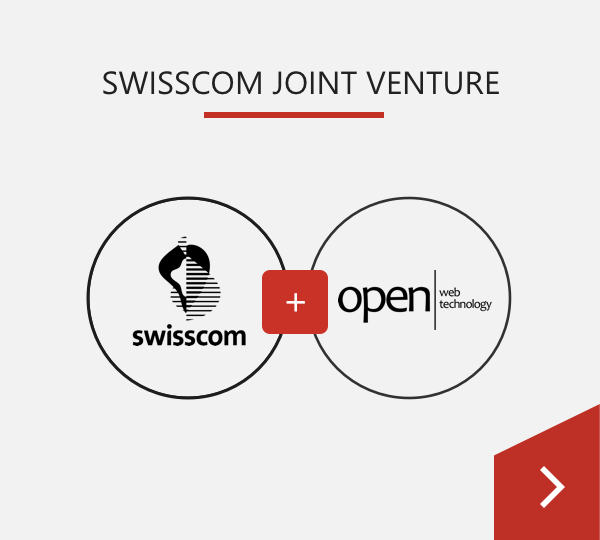 SWISSCOM JOINT VENTURE
swisscom
+
open
web
technology